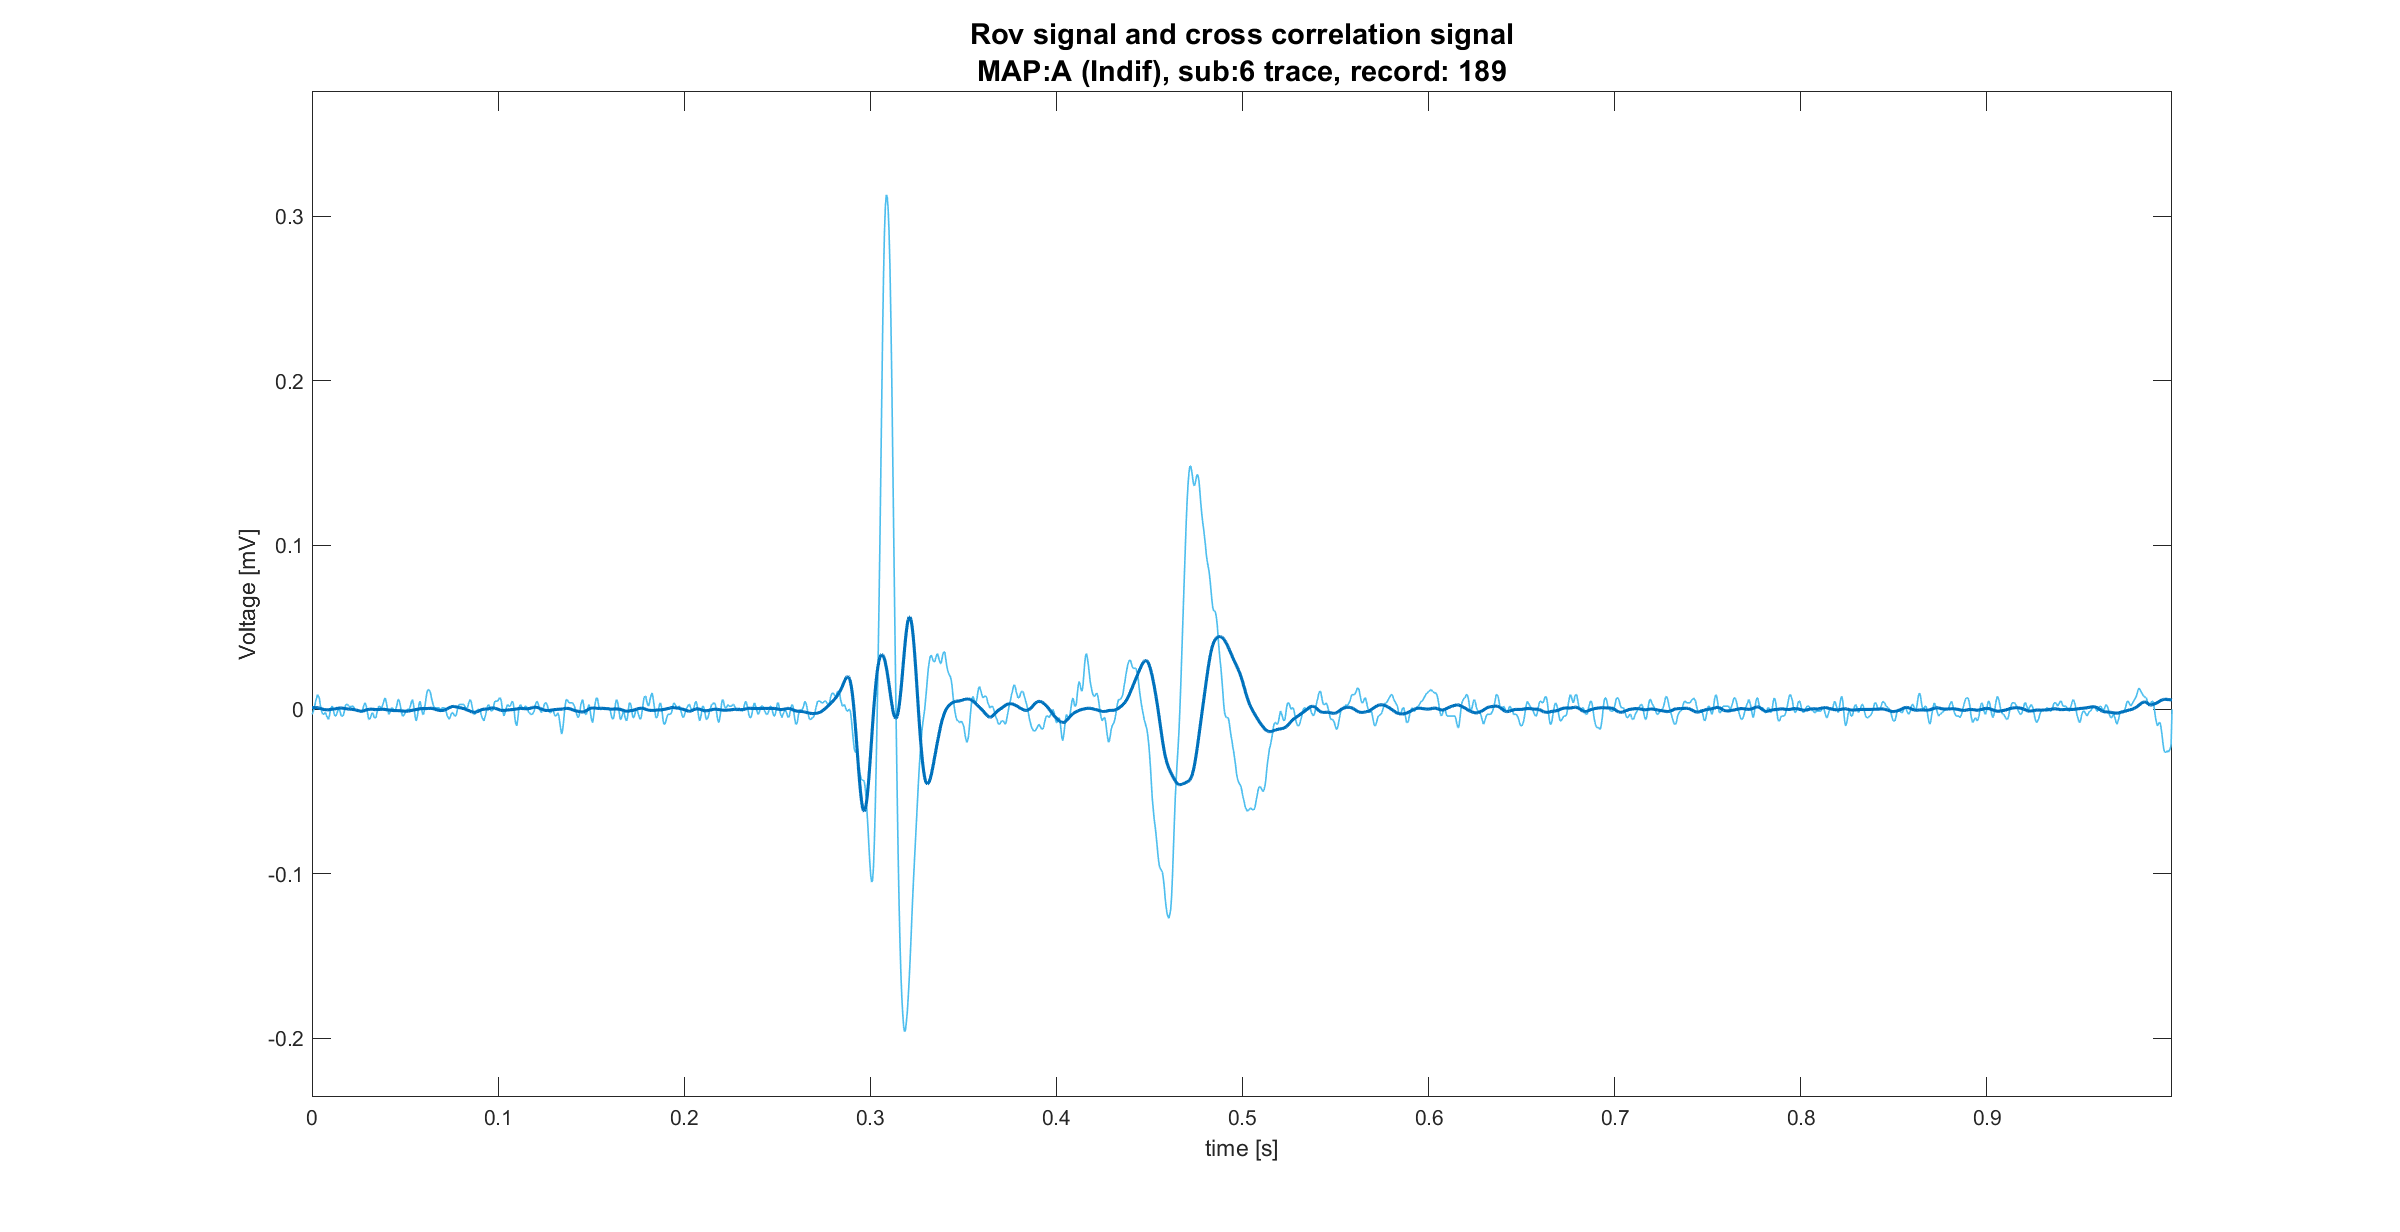 Rov signal and cross correlation signal
MAP:A (Indif), sub:6 trace, record: 189
0.3
0.2
0.1
0
-0.1
-0.2
Voltage [mV]
0 0.1 0.2 0.3 0.4 0.5 0.6 0.7 0.8 0.9
time [s]